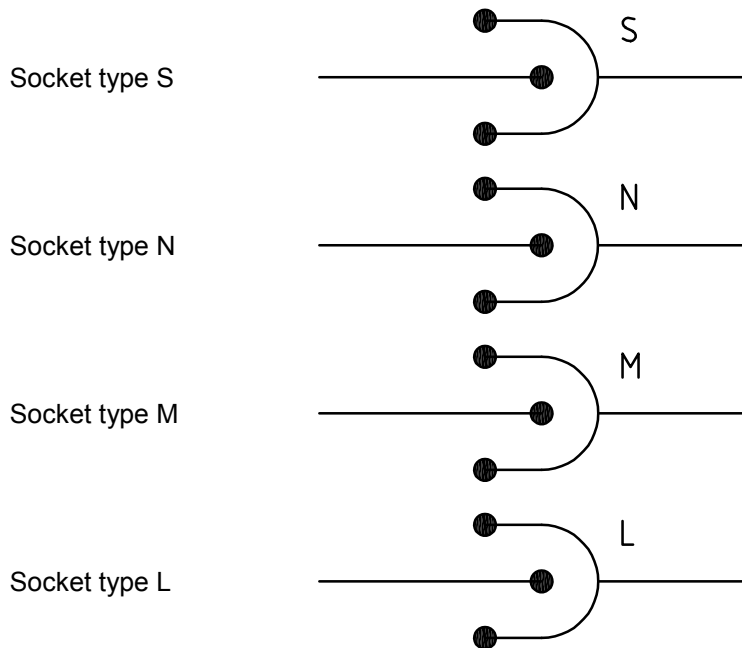 S
Socket type S
N
Socket type N
M
Socket type M
L
Socket type L